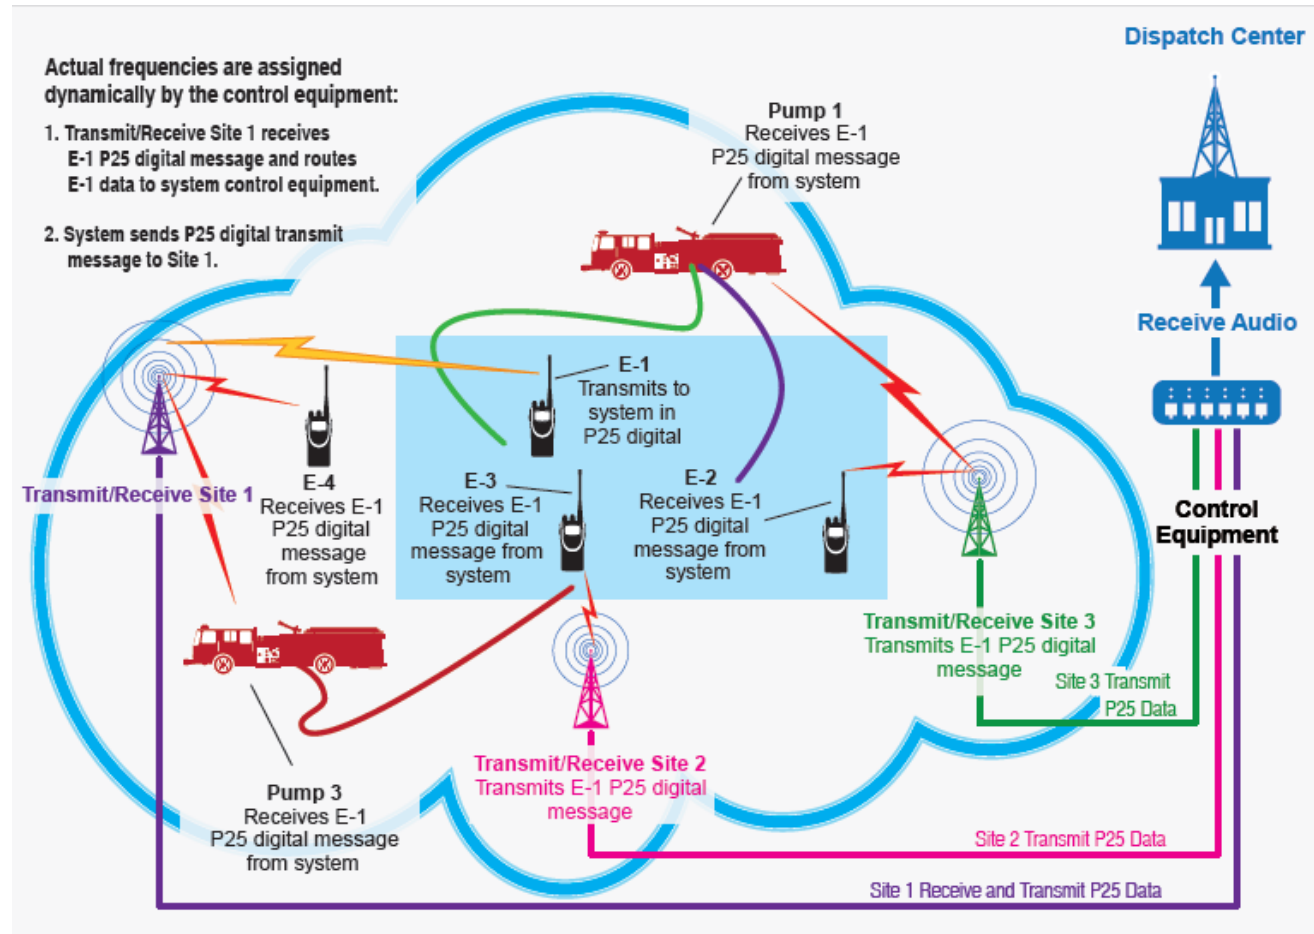 Dispatch Center
Actual frequencies are assigned
dynamically by the control equipment:
1. Transmit/Receive Site 1 receives
E-1 P25 digital message and routes
E-1 data to system control equipment.
2. System sends P25 digital transmit
message to Site 1.
Pump 1
Receives E-1
P25 digital message
from system
Receive Audio
E-1
Transmits to
system in
P25 digital
Transmit/Receive Site 1
E-4
Receives E-1
P25 digital
message
from system
E-3
Receives E-1
P25 digital
message from
system
E-2
Receives E-1
P25 digital
message from
system
Control
Equipment
Transmit/Receive Site 3
Transmits E-1 P25 digital
message
Site 3 Transmit
P25 Data
Transmit/Receive Site 2
Transmits E-1 P25 digital
message
Pump 3
Receives E-1
P25 digital message
from system
Site 2 Transmit P25 Data
Site 1 Receive and Transmit P25 Data